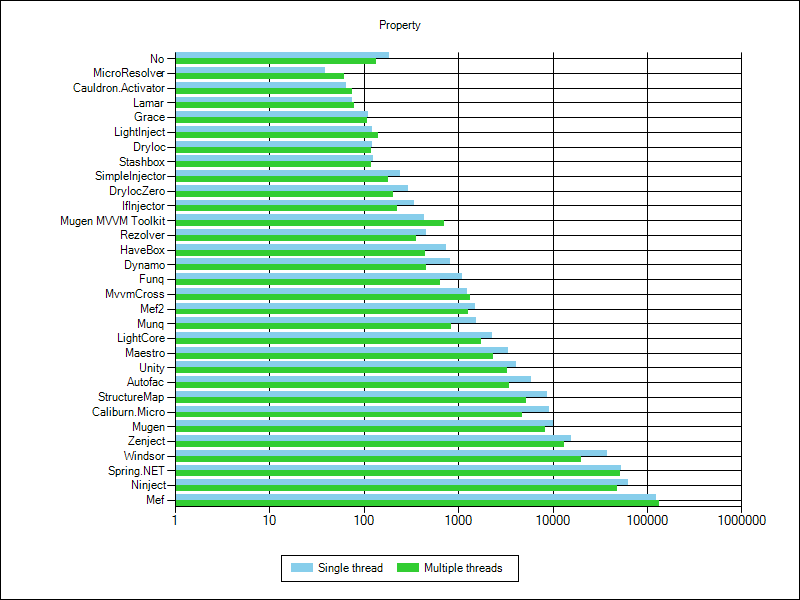 Property
No
MicroResolver
Cauldron.Activator
Lamar
Grace
LightInject
DryIoc
Stashbox
SimpleInjector
DryIocZero
IfInjector
Mugen MVVM Toolkit
Rezolver
HaveBox
Dynamo
Funq
MvvmCross
Mef2
Munq
LightCore
Maestro
Unity
Autofac
StructureMap
Caliburn.Micro
Mugen
Zenject
Windsor
Spring.NET
Ninject
Mef
1 10 100 1000 10000 100000 1000000
Single thread Multiple threads